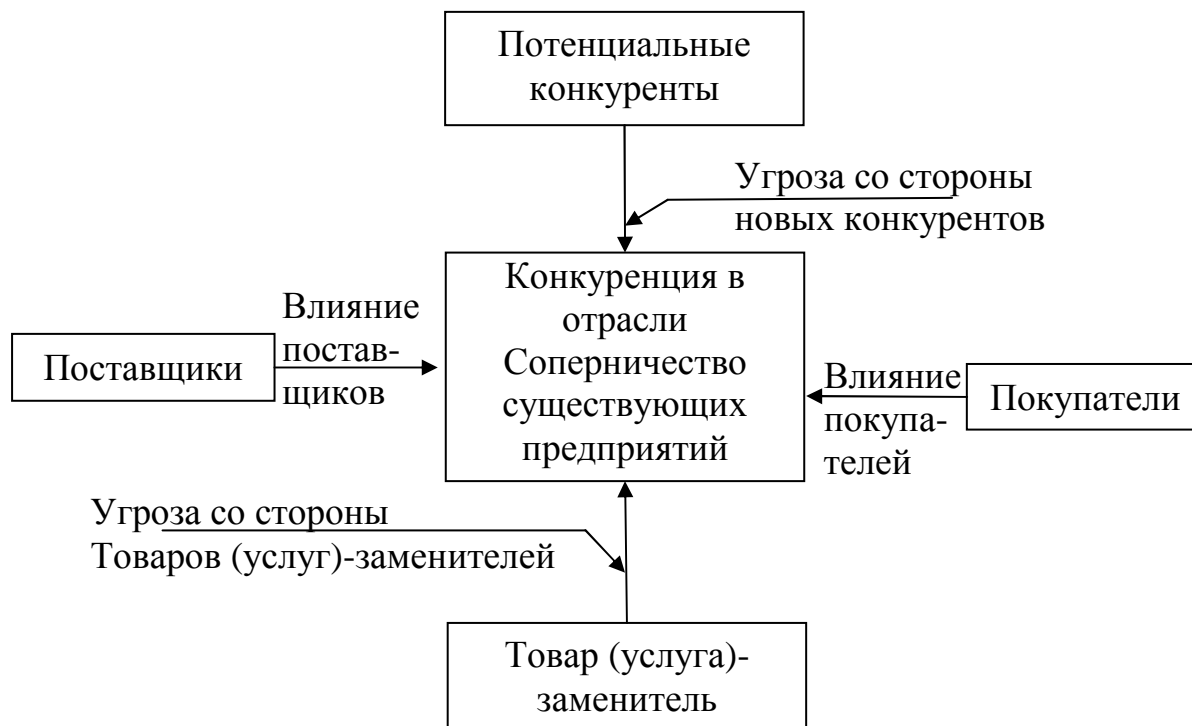 Потенциальные
конкуренты
Угроза со стороны
новых конкурентов
Поставщики
Влияние
постав-
щиков
Конкуренция в
отрасли
Соперничество
существующих
предприятий
Влияние
покупа-
телей
Покупатели
Угроза со стороны
Товаров (услуг)-заменителей
Товар (услуга)-
заменитель